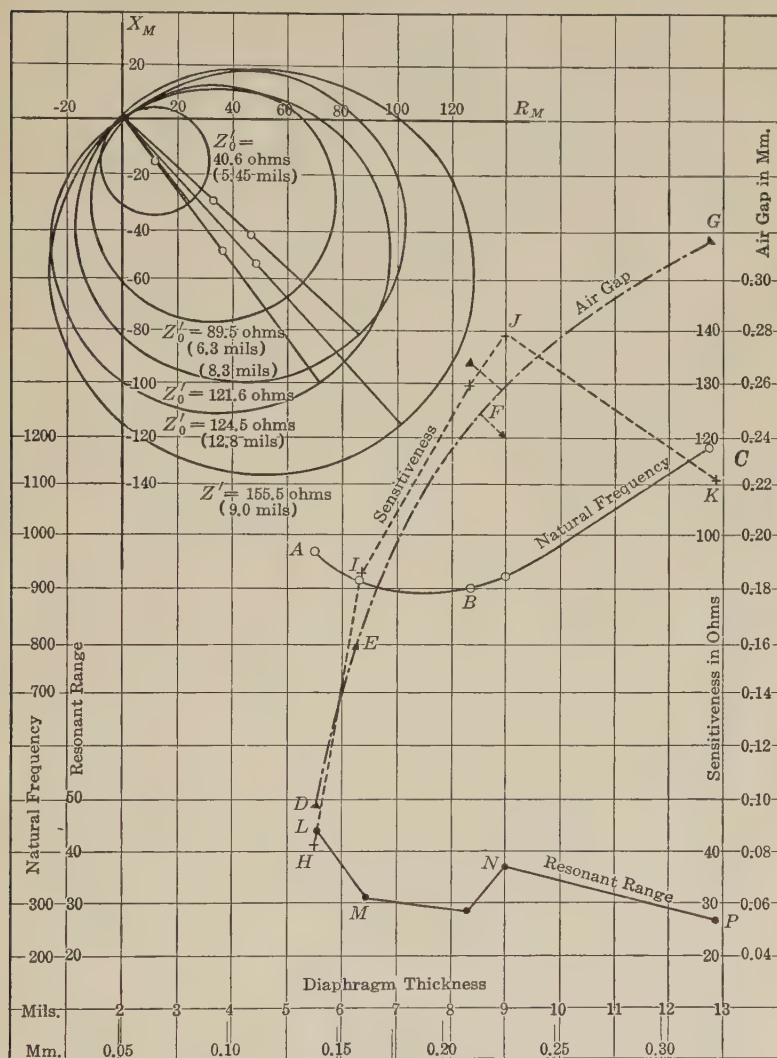 X_M
20
-20 20 40 60 80 100 120 R_M
Z'_0 =
40.6 ohms
(5.45 mils)
-20
-40
-60
-80
-100
-120
-140
Z'_0 = 89.5 ohms
(6.3 mils)
(8.3 mils)
Z'_0 = 121.6 ohms
Z'_0 = 124.5 ohms
(12.8 mils)
Z' = 155.5 ohms
(9.0 mils)
Air Gap in Mm.
G
Air Gap
0.30
J
140 0.28
130 0.26
F
120 0.24
C
0.22
K
100 0.20
0.18
0.16
0.14
0.12
0.10
40 0.08
30 0.06
20 0.04
Sensitiveness
Natural Frequency
1200
1100
1000
900
800
700
300
200
A
I
B
E
D
L
H
M
N
P
Resonant Range
50
40
30
20
Natural Frequency
Resonant Range
Sensitiveness in Ohms
Diaphragm Thickness
Mils. 2 3 4 5 6 7 8 9 10 11 12 13
Mm. 0.05 0.10 0.15 0.20 0.25 0.30